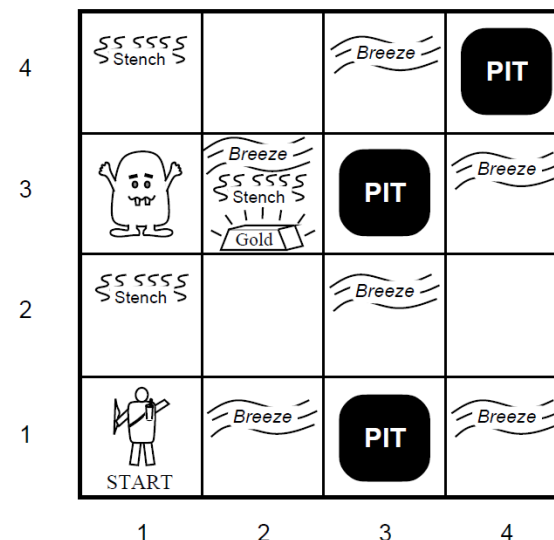 4
Stench
Breeze
PIT
3
Breeze
Stench
Gold
PIT
Breeze
2
Stench
Breeze
1
START
Breeze
PIT
Breeze
1 2 3 4